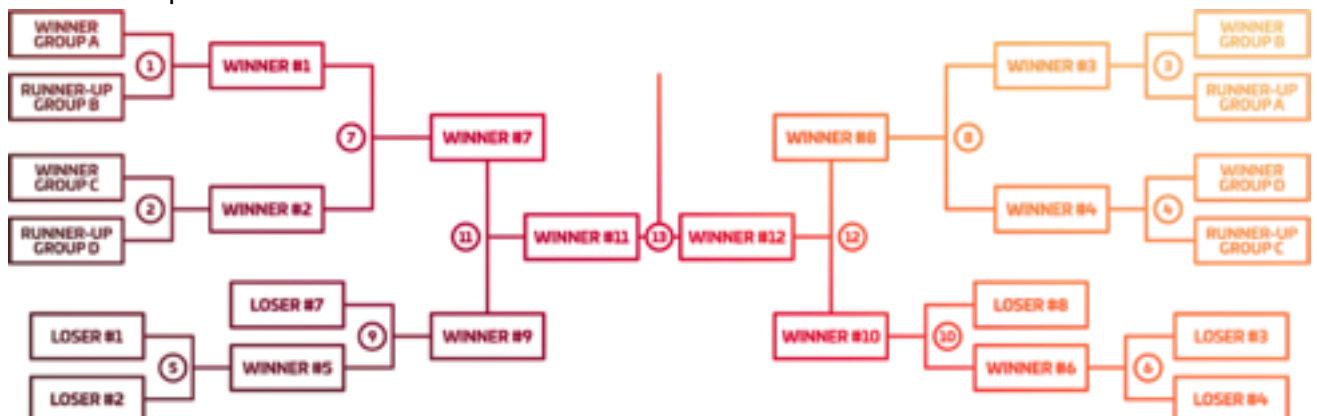 WINNER
GROUP A
1
RUNNER-UP
GROUP B
WINNER #1
7
WINNER
GROUP C
2
RUNNER-UP
GROUP D
WINNER #2
WINNER #7
11
WINNER #11
13
WINNER #12
12
WINNER #8
8
WINNER #3
3
WINNER
GROUP B
RUNNER-UP
GROUP A
WINNER #4
4
WINNER
GROUP D
RUNNER-UP
GROUP C
LOSER #1
5
LOSER #2
LOSER #7
9
WINNER #5
WINNER #9
WINNER #10
10
LOSER #8
WINNER #6
6
LOSER #3
LOSER #4